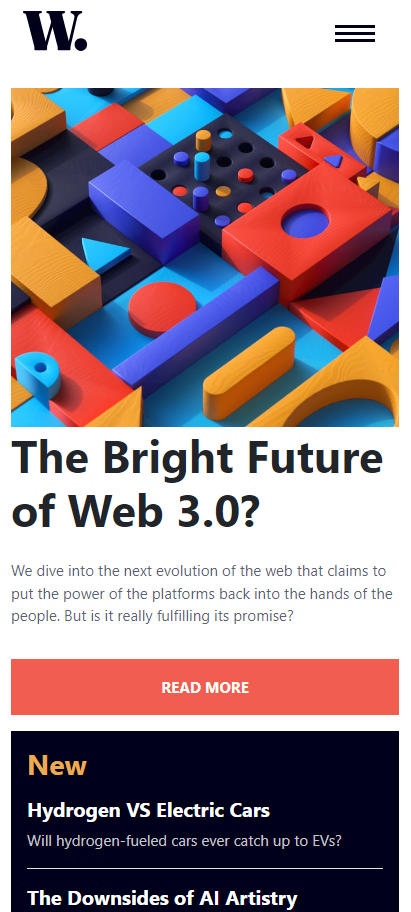 W.
The Bright Future
of Web 3.0?
We dive into the next evolution of the web that claims to
put the power of the platforms back into the hands of the
people. But is it really fulfilling its promise?
READ MORE
New
Hydrogen VS Electric Cars
Will hydrogen-fueled cars ever catch up to EVs?
The Downsides of AI Artistry